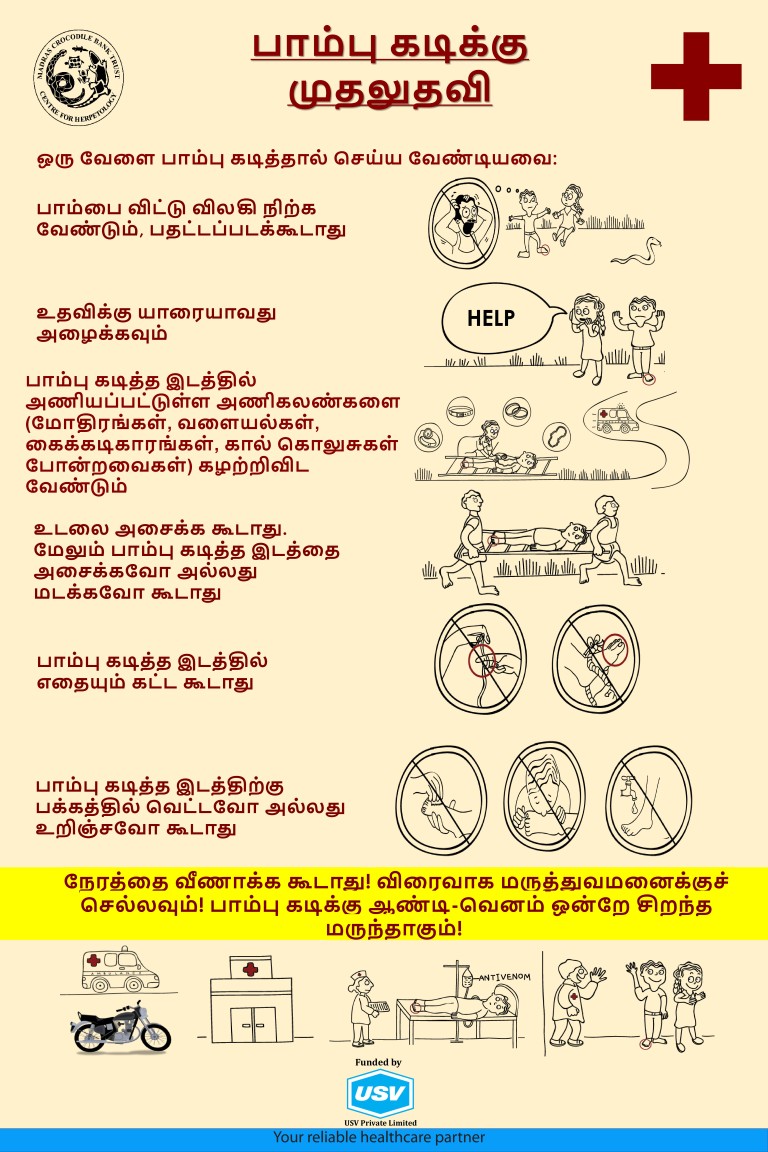 MADRAS CROCODILE BANK TRUST
CENTRE FOR HERPETOLOGY
பாம்பு கடிக்கு
முதலுதவி
ஒரு வேளை பாம்பு கடித்தால் செய்ய வேண்டியவை:
பாம்பை விட்டு விலகி நிற்க
வேண்டும், பதட்டப்படக்கூடாது
உதவிக்கு யாரையாவது
அழைக்கவும்
HELP
பாம்பு கடித்த இடத்தில்
அணியப்பட்டுள்ள அணிகலண்களை
(மோதிரங்கள், வளையல்கள்,
கைக்கடிகாரங்கள், கால் கொலுசுகள்
போன்றவைகள்) கழற்றிவிட
வேண்டும்
உடலை அசைக்க கூடாது.
மேலும் பாம்பு கடித்த இடத்தை
அசைக்கவோ அல்லது
மடக்கவோ கூடாது
பாம்பு கடித்த இடத்தில்
எதையும் கட்ட கூடாது
பாம்பு கடித்த இடத்திற்கு
பக்கத்தில் வெட்டவோ அல்லது
உறிஞ்சவோ கூடாது
நேரத்தை வீணாக்க கூடாது! விரைவாக மருத்துவமனைக்குச்
செல்லவும்! பாம்பு கடிக்கு ஆண்டி-வெனம் ஒன்றே சிறந்த
மருந்தாகும்!
AMBULANCE
ANTIVENOM
Funded by
USV
USV Private Limited
Your reliable healthcare partner